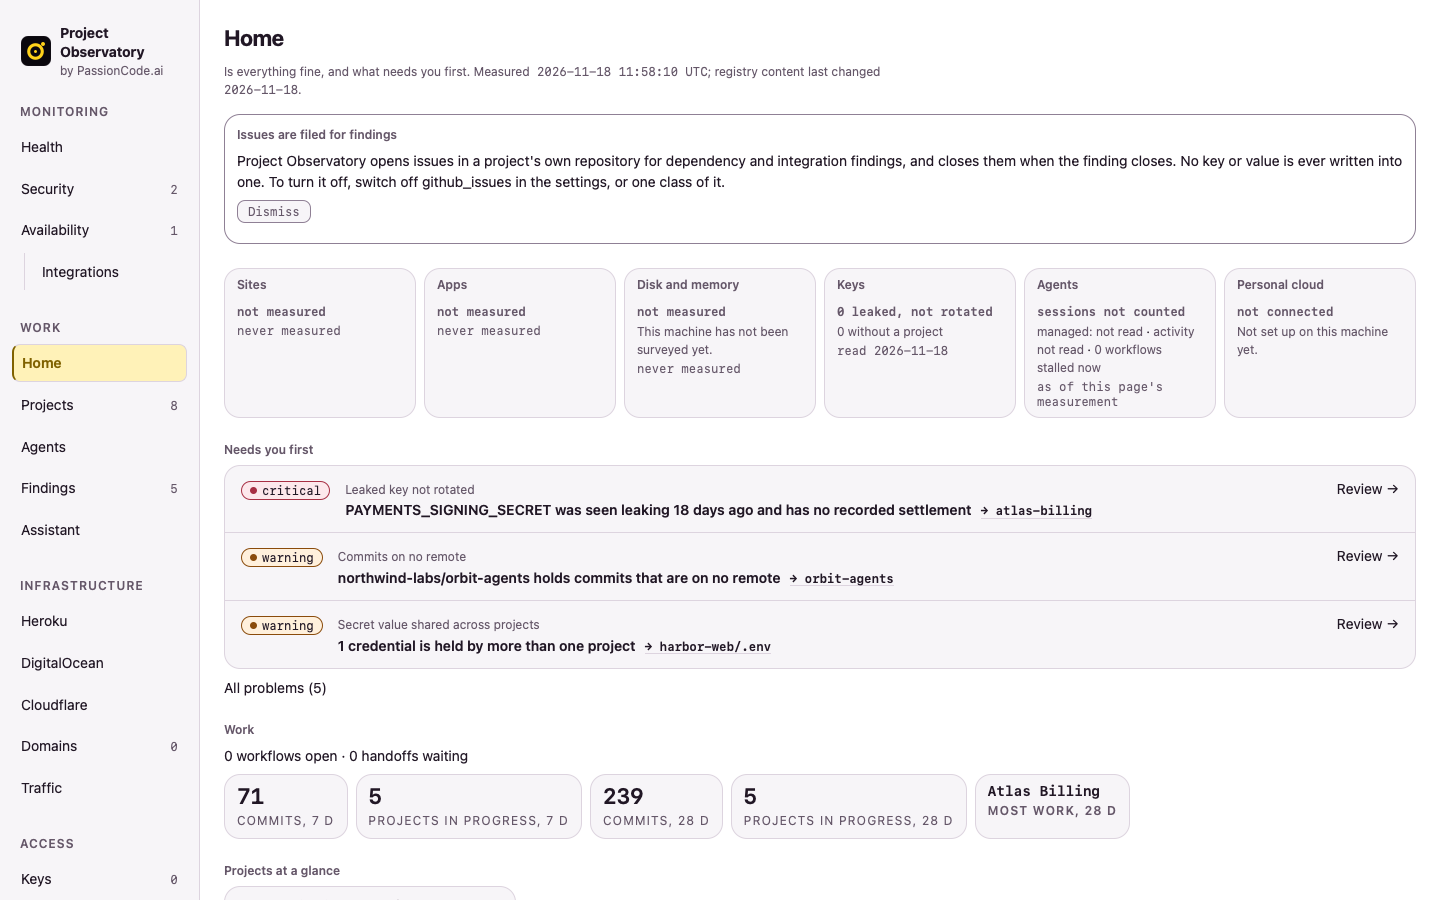 Project
Observatory
by PassionCode.ai
MONITORING
Health
Security 2
Availability 1
Integrations
WORK
Home
Projects 8
Agents
Findings 5
Assistant
INFRASTRUCTURE
Heroku
DigitalOcean
Cloudflare
Domains 0
Traffic
ACCESS
Keys 0
Home
Is everything fine, and what needs you first. Measured 2026-11-18 11:58:10 UTC; registry content last changed
2026-11-18.
Issues are filed for findings
Project Observatory opens issues in a project's own repository for dependency and integration findings, and closes them when the finding closes. No key or value is ever written into
one. To turn it off, switch off github_issues in the settings, or one class of it.
Dismiss
Sites
not measured
never measured
Apps
not measured
never measured
Disk and memory
not measured
This machine has not been
surveyed yet.
never measured
Keys
0 leaked, not rotated
0 without a project
read 2026-11-18
Agents
sessions not counted
managed: not read · activity
not read · 0 workflows
stalled now
as of this page's
measurement
Personal cloud
not connected
Not set up on this machine
yet.
Needs you first
critical Leaked key not rotated Review →
PAYMENTS_SIGNING_SECRET was seen leaking 18 days ago and has no recorded settlement → atlas-billing
warning Commits on no remote Review →
northwind-labs/orbit-agents holds commits that are on no remote → orbit-agents
warning Secret value shared across projects Review →
1 credential is held by more than one project → harbor-web/.env
All problems (5)
Work
0 workflows open · 0 handoffs waiting
71
COMMITS, 7 D
5
PROJECTS IN PROGRESS, 7 D
239
COMMITS, 28 D
5
PROJECTS IN PROGRESS, 28 D
Atlas Billing
MOST WORK, 28 D
Projects at a glance